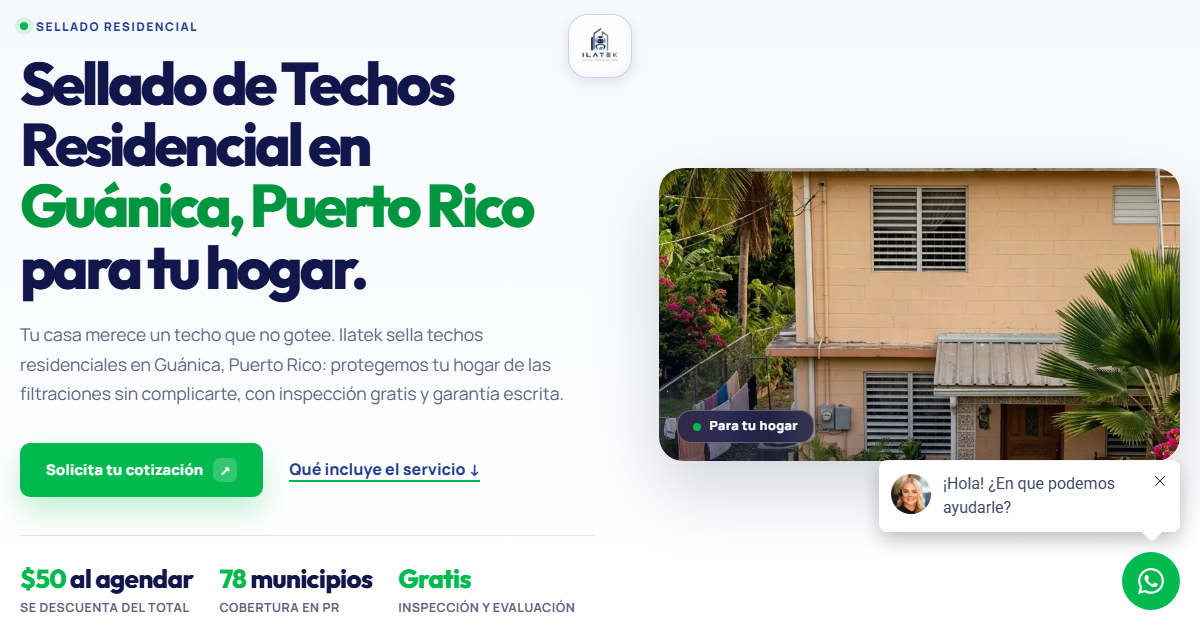 SELLADO RESIDENCIAL
ILATEK
Sellado de Techos
Residencial en
Guánica, Puerto Rico
para tu hogar.
Tu casa merece un techo que no gotee. Ilatek sella techos
residenciales en Guánica, Puerto Rico: protegemos tu hogar de las
filtraciones sin complicarte, con inspección gratis y garantía escrita.
Solicita tu cotización ↗
Qué incluye el servicio ↓
$50 al agendar
SE DESCUENTA DEL TOTAL
78 municipios
COBERTURA EN PR
Gratis
INSPECCIÓN Y EVALUACIÓN
Para tu hogar
¡Hola! ¿En que podemos
ayudarle?